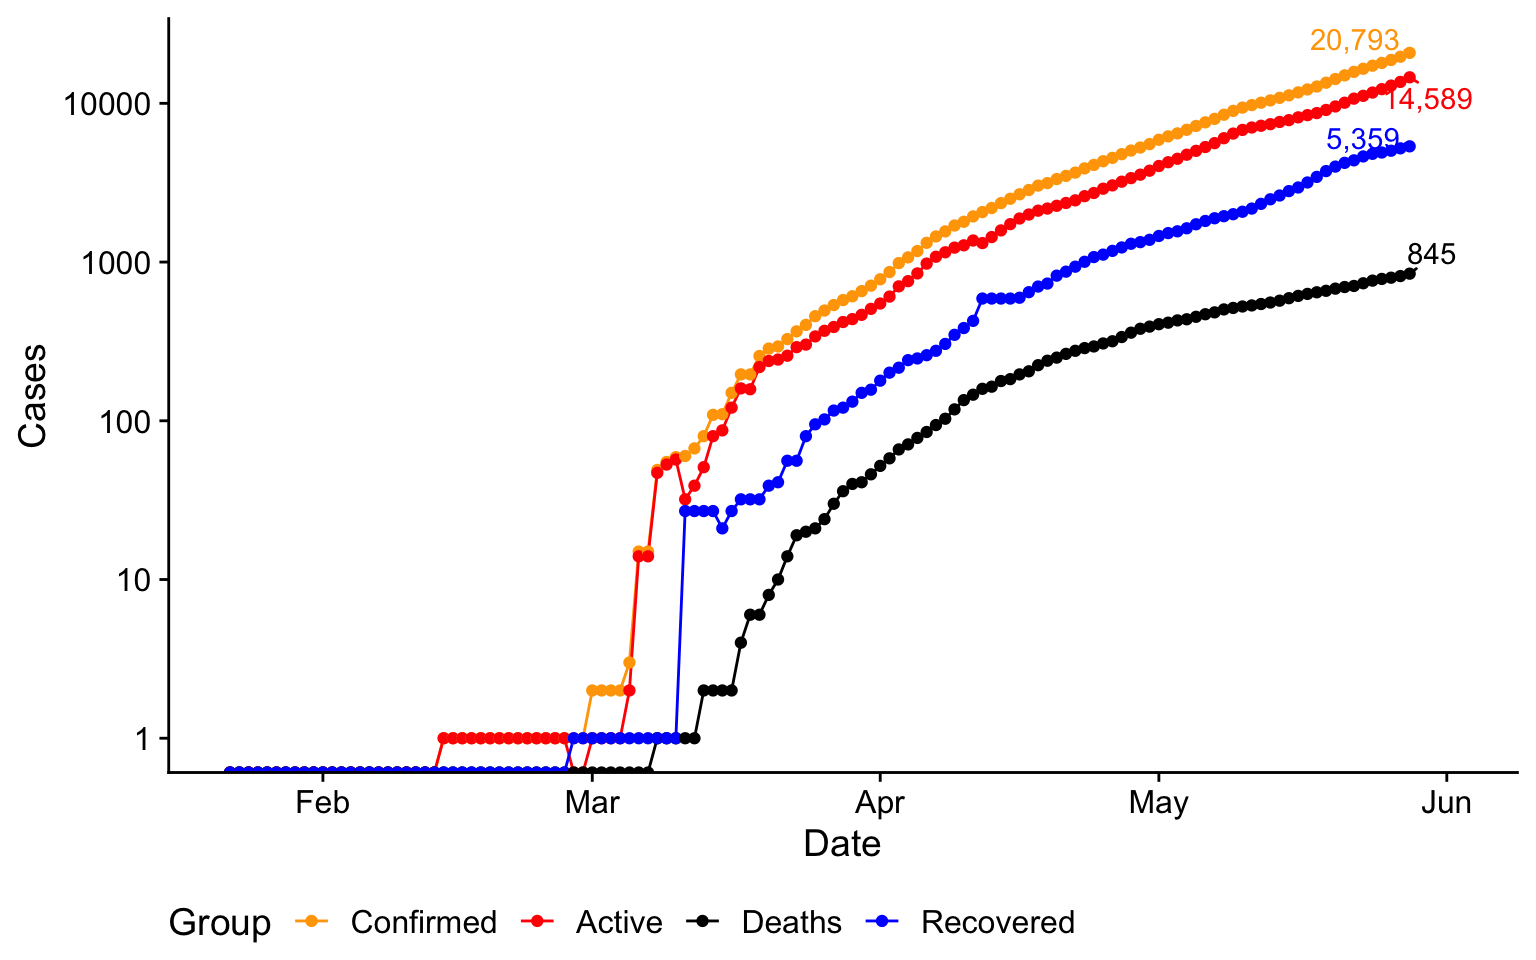 20,793
10000
14,589
5,359
1000
845
Cases
100
10
1
Feb Mar Apr May Jun
Date
Group Confirmed Active Deaths Recovered